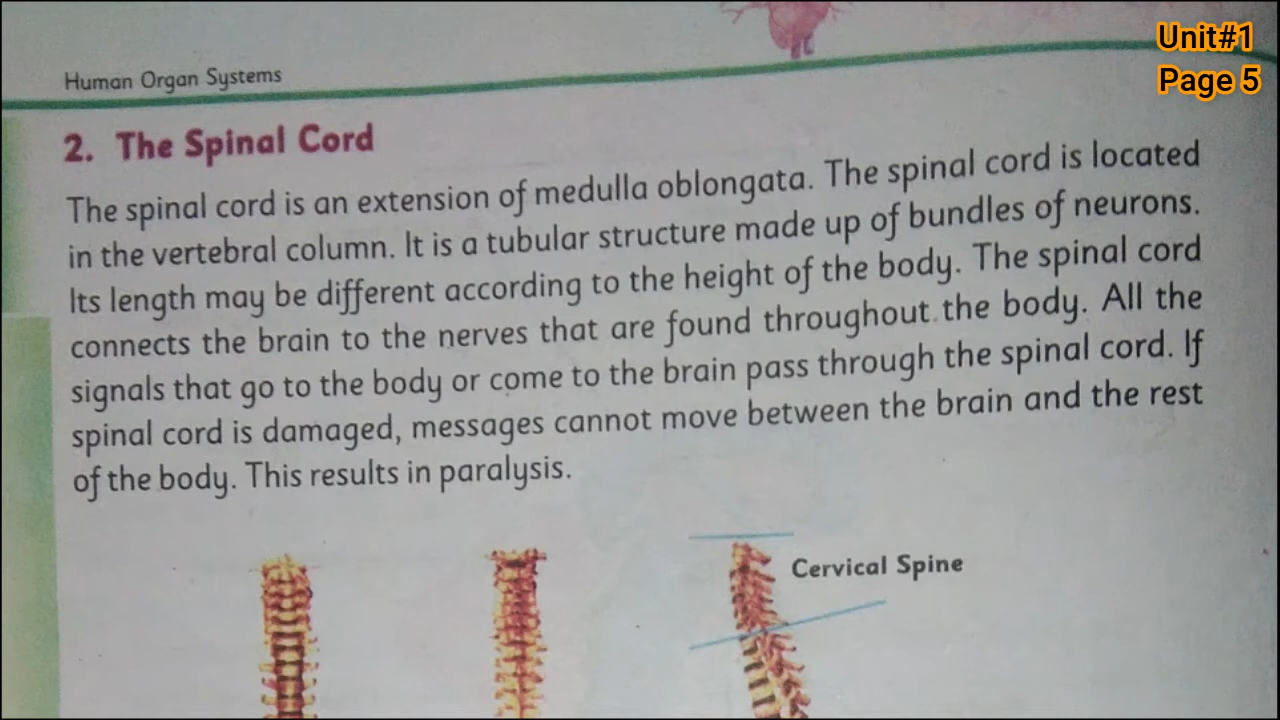 Unit#1
Page 5
Human Organ Systems
2. The Spinal Cord
The spinal cord is an extension of medulla oblongata. The spinal cord is located
in the vertebral column. It is a tubular structure made up of bundles of neurons.
Its length may be different according to the height of the body. The spinal cord
connects the brain to the nerves that are found throughout the body. All the
signals that go to the body or come to the brain pass through the spinal cord. If
spinal cord is damaged, messages cannot move between the brain and the rest
of the body. This results in paralysis.
Cervical Spine